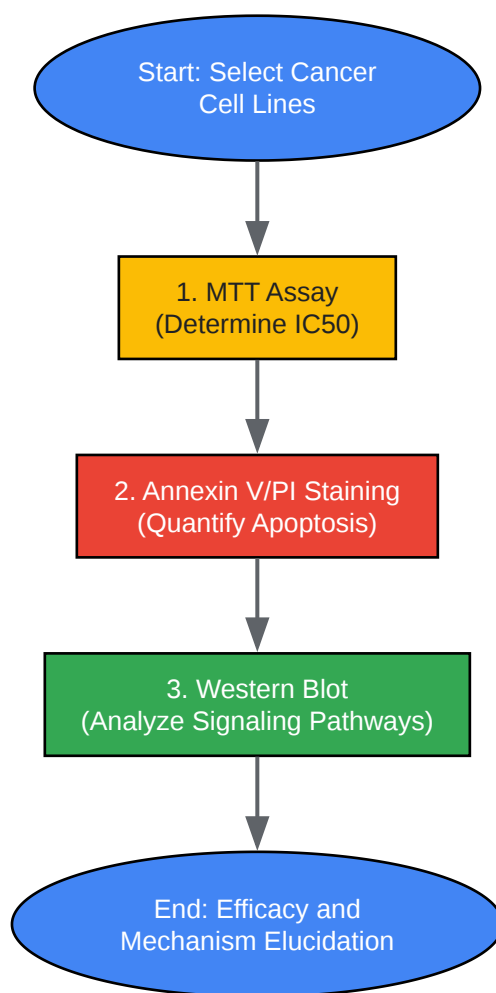 Start: Select Cancer
Cell Lines
1. MTT Assay
(Determine IC50)
2. Annexin V/PI Staining
(Quantify Apoptosis)
3. Western Blot
(Analyze Signaling Pathways)
End: Efficacy and
Mechanism Elucidation